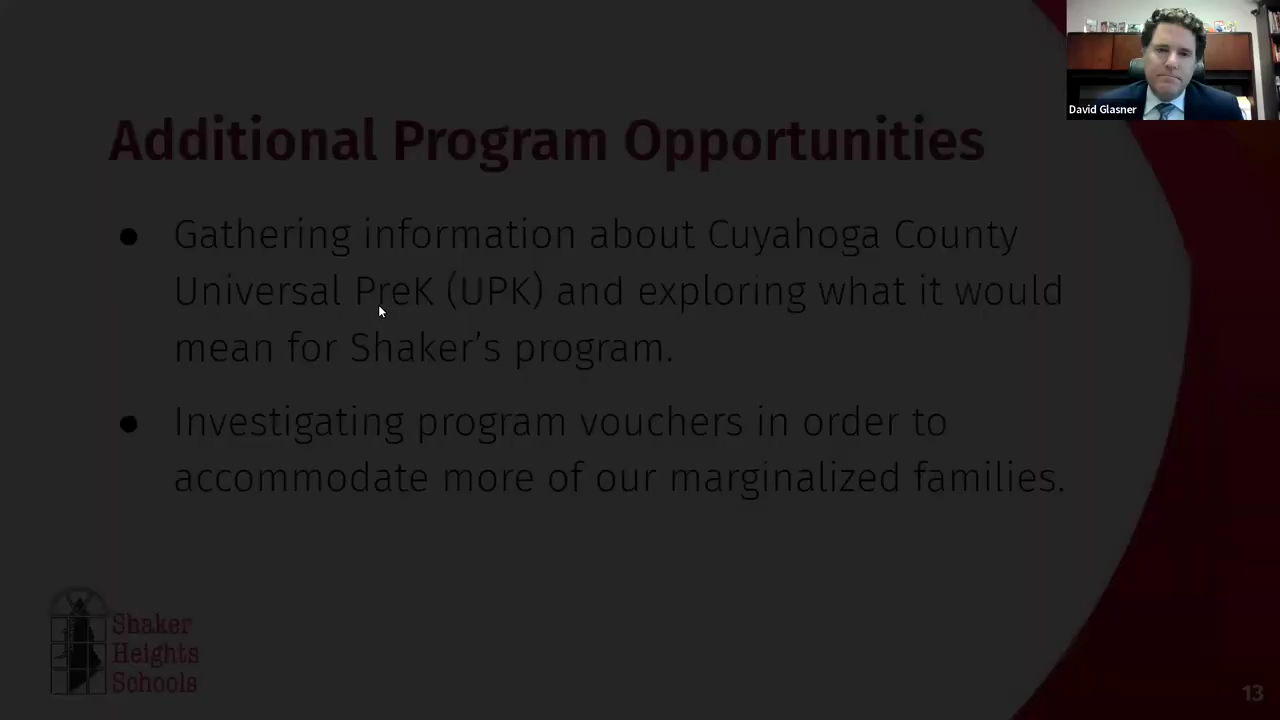 David Glasner
Additional Program Opportunities
● Gathering information about Cuyahoga County
Universal PreK (UPK) and exploring what it would
mean for Shaker’s program.
● Investigating program vouchers in order to
accommodate more of our marginalized families.
Shaker
Heights
Schools
13